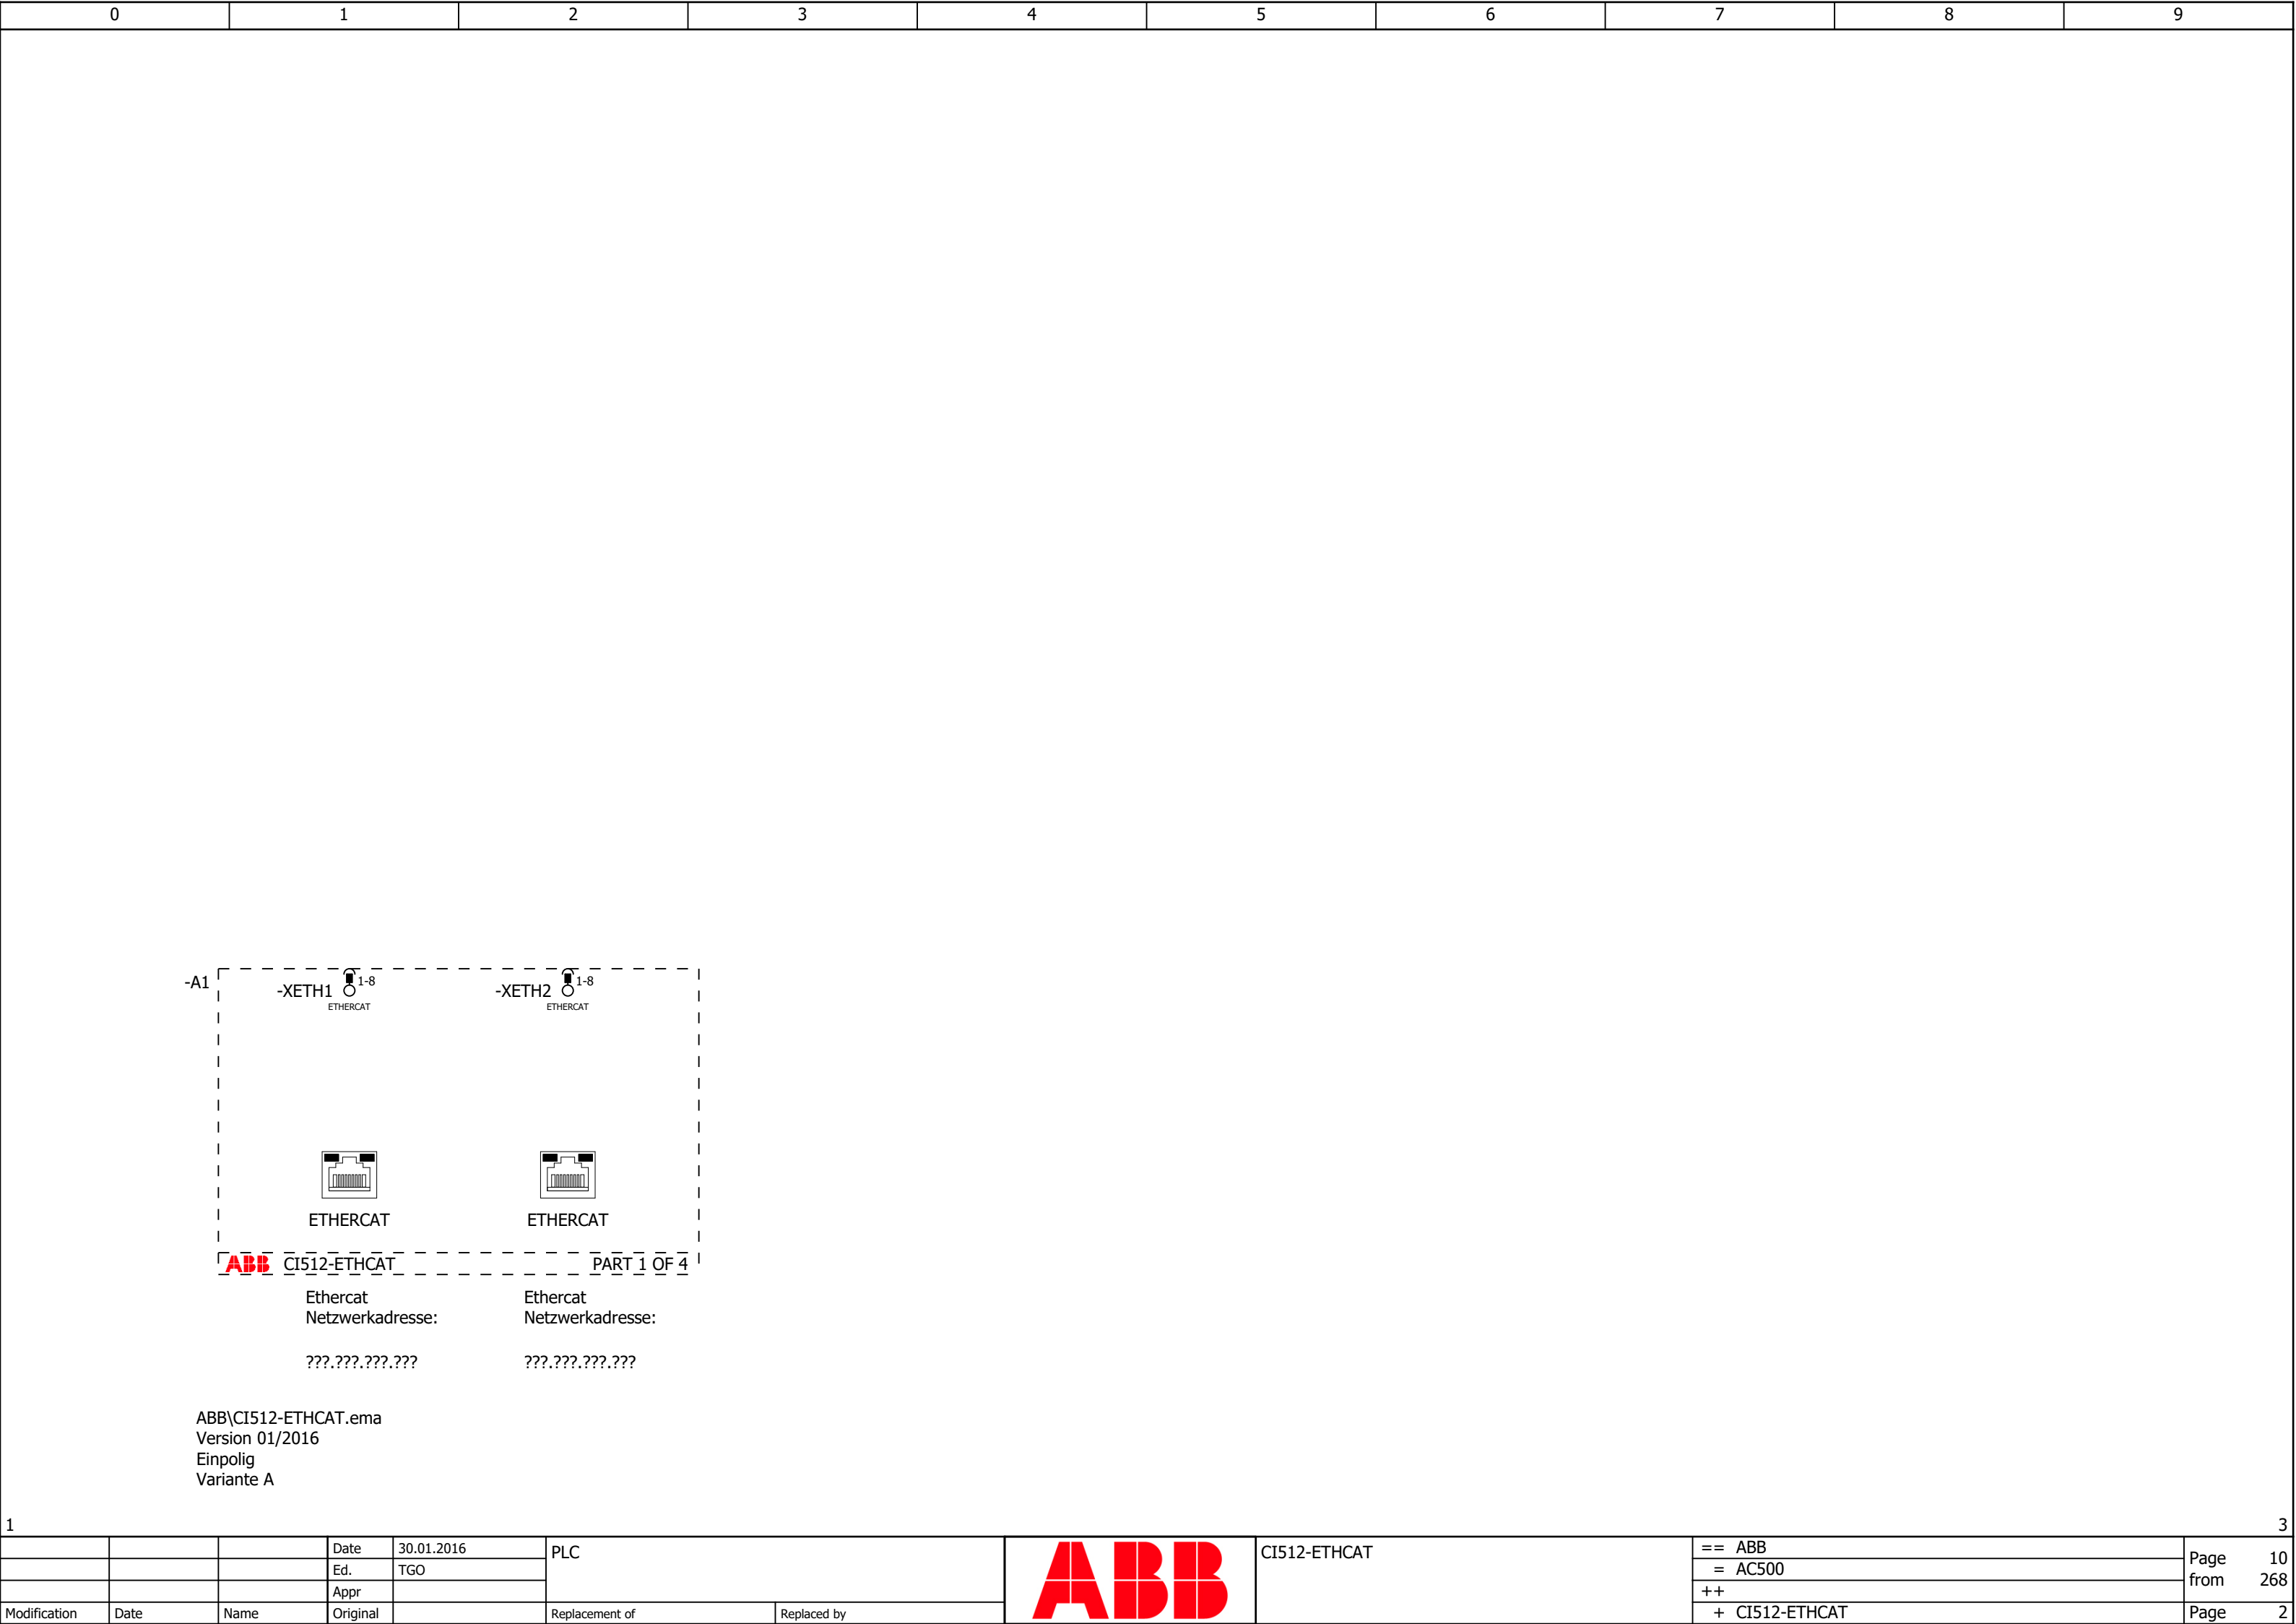 0 1 2 3 4 5 6 7 8 9
-A1
-XETH1 1-8
ETHERCAT
-XETH2 1-8
ETHERCAT
ETHERCAT
ETHERCAT
ABB CI512-ETHCAT PART 1 OF 4
Ethercat
Netzwerkadresse:
???.???.???.???
Ethercat
Netzwerkadresse:
???.???.???.???
ABB\CI512-ETHCAT.ema
Version 01/2016
Einpolig
Variante A
1 3
Date 30.01.2016
Ed. TGO
Appr
Modification Date Name Original
PLC
Replacement of Replaced by
ABB
CI512-ETHCAT
== ABB
= AC500
++
+ CI512-ETHCAT
Page 10
from 268
Page 2